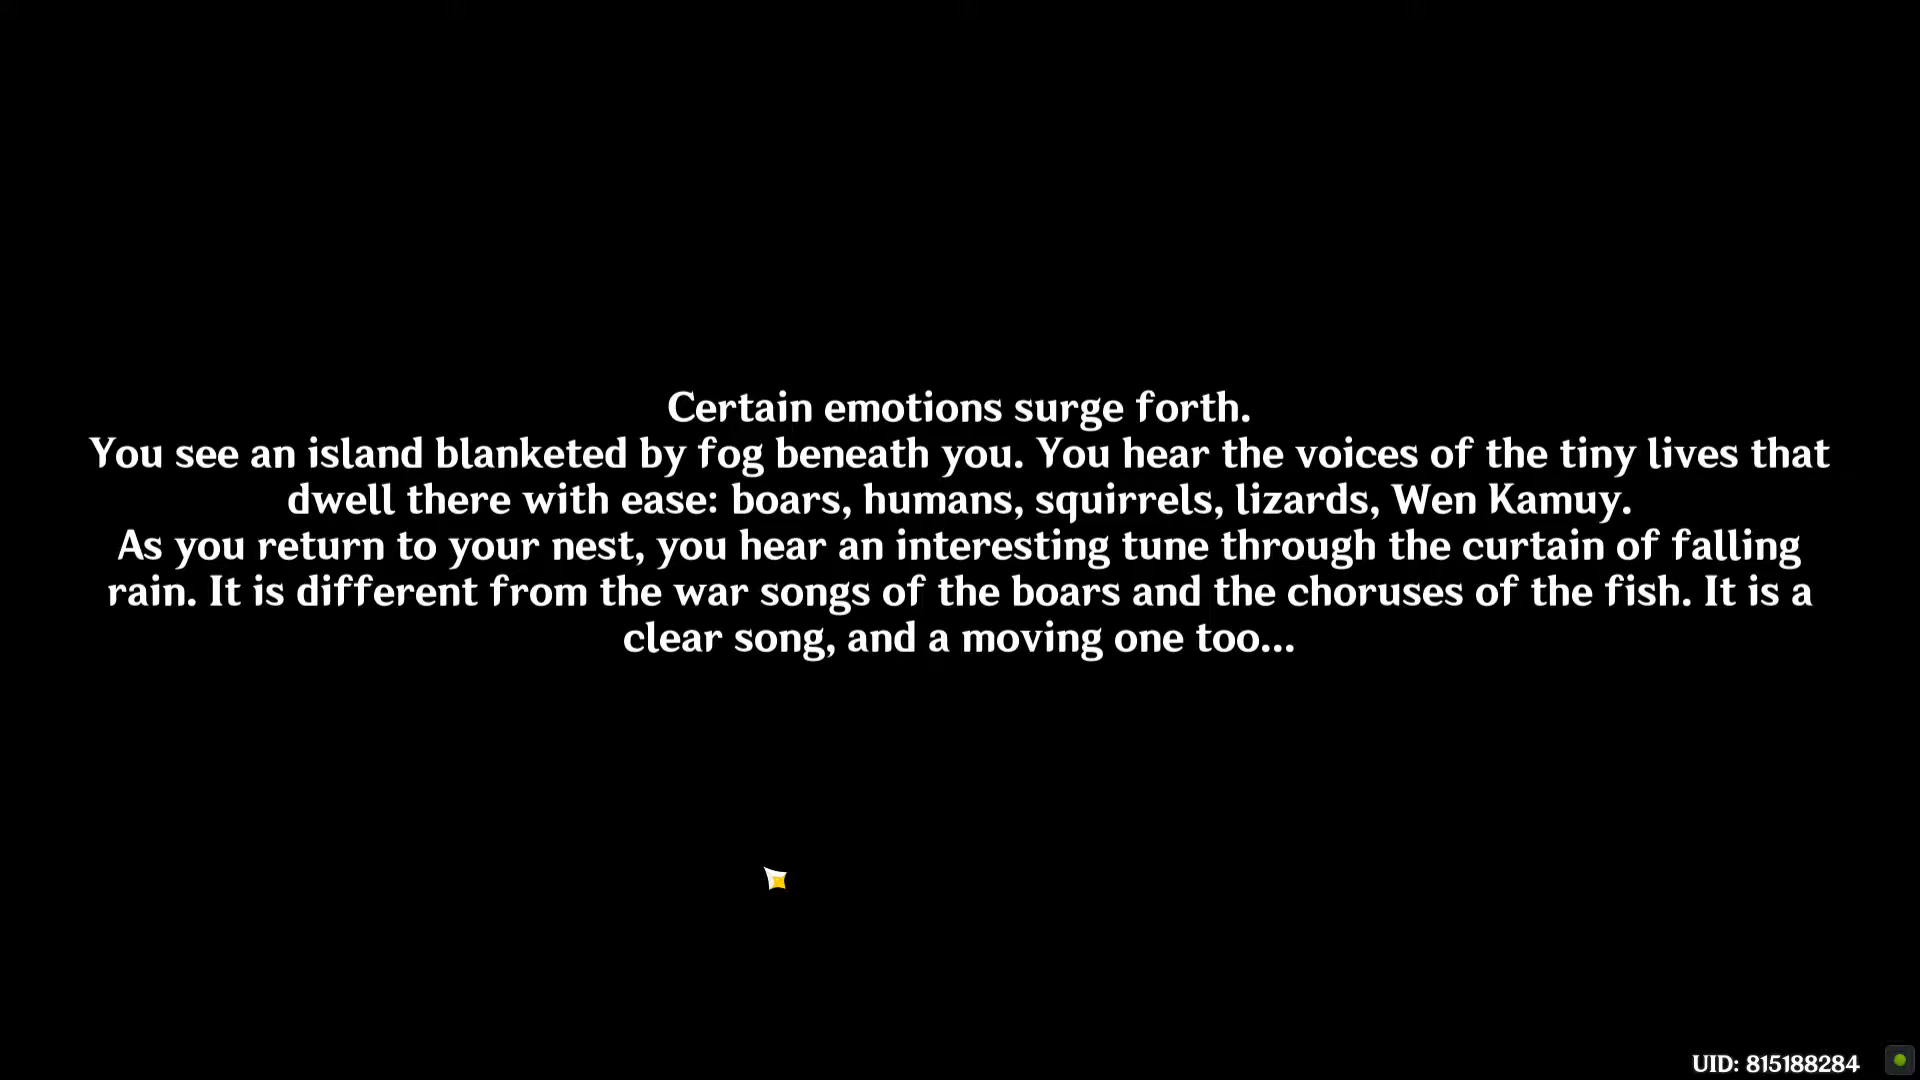 Certain emotions surge forth.
You see an island blanketed by fog beneath you. You hear the voices of the tiny lives that
dwell there with ease: boars, humans, squirrels, lizards, Wen Kamuy.
As you return to your nest, you hear an interesting tune through the curtain of falling
rain. It is different from the war songs of the boars and the choruses of the fish. It is a
clear song, and a moving one too...
UID: 815188284